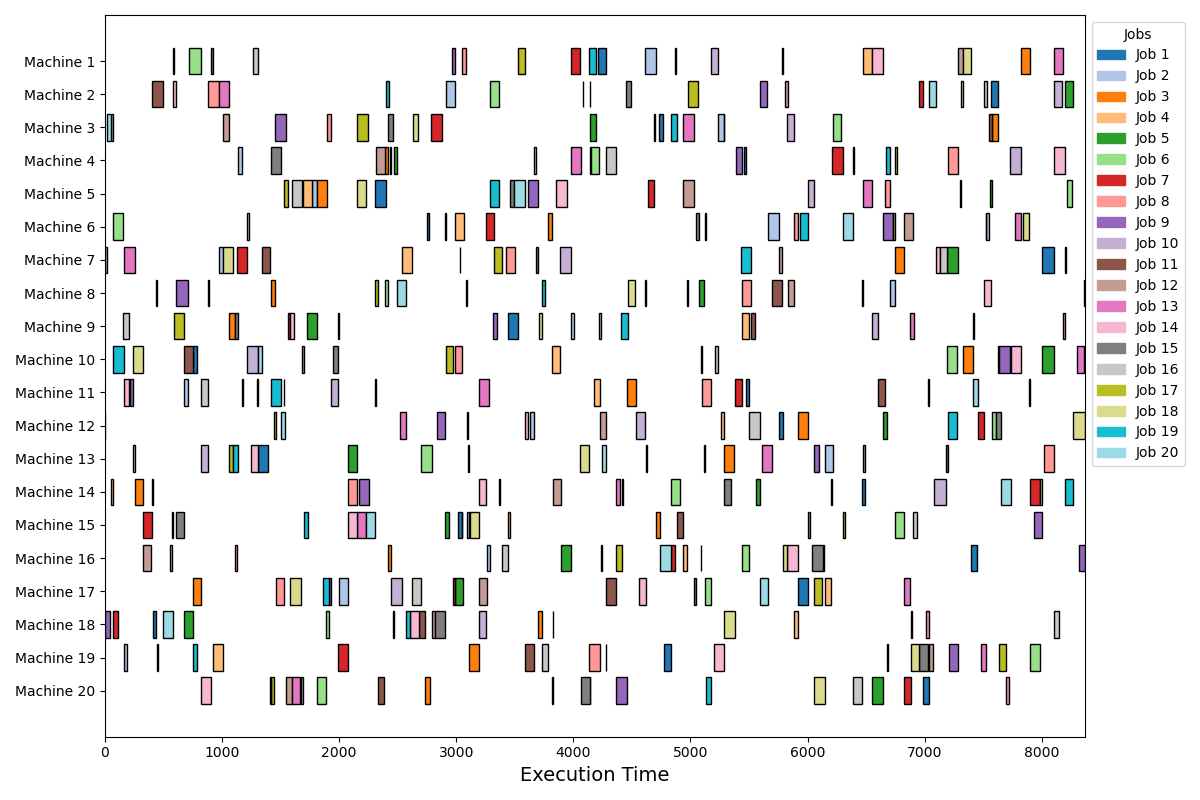 Machine 1
Machine 2
Machine 3
Machine 4
Machine 5
Machine 6
Machine 7
Machine 8
Machine 9
Machine 10
Machine 11
Machine 12
Machine 13
Machine 14
Machine 15
Machine 16
Machine 17
Machine 18
Machine 19
Machine 20
0 1000 2000 3000 4000 5000 6000 7000 8000
Execution Time
Jobs
Job 1
Job 2
Job 3
Job 4
Job 5
Job 6
Job 7
Job 8
Job 9
Job 10
Job 11
Job 12
Job 13
Job 14
Job 15
Job 16
Job 17
Job 18
Job 19
Job 20